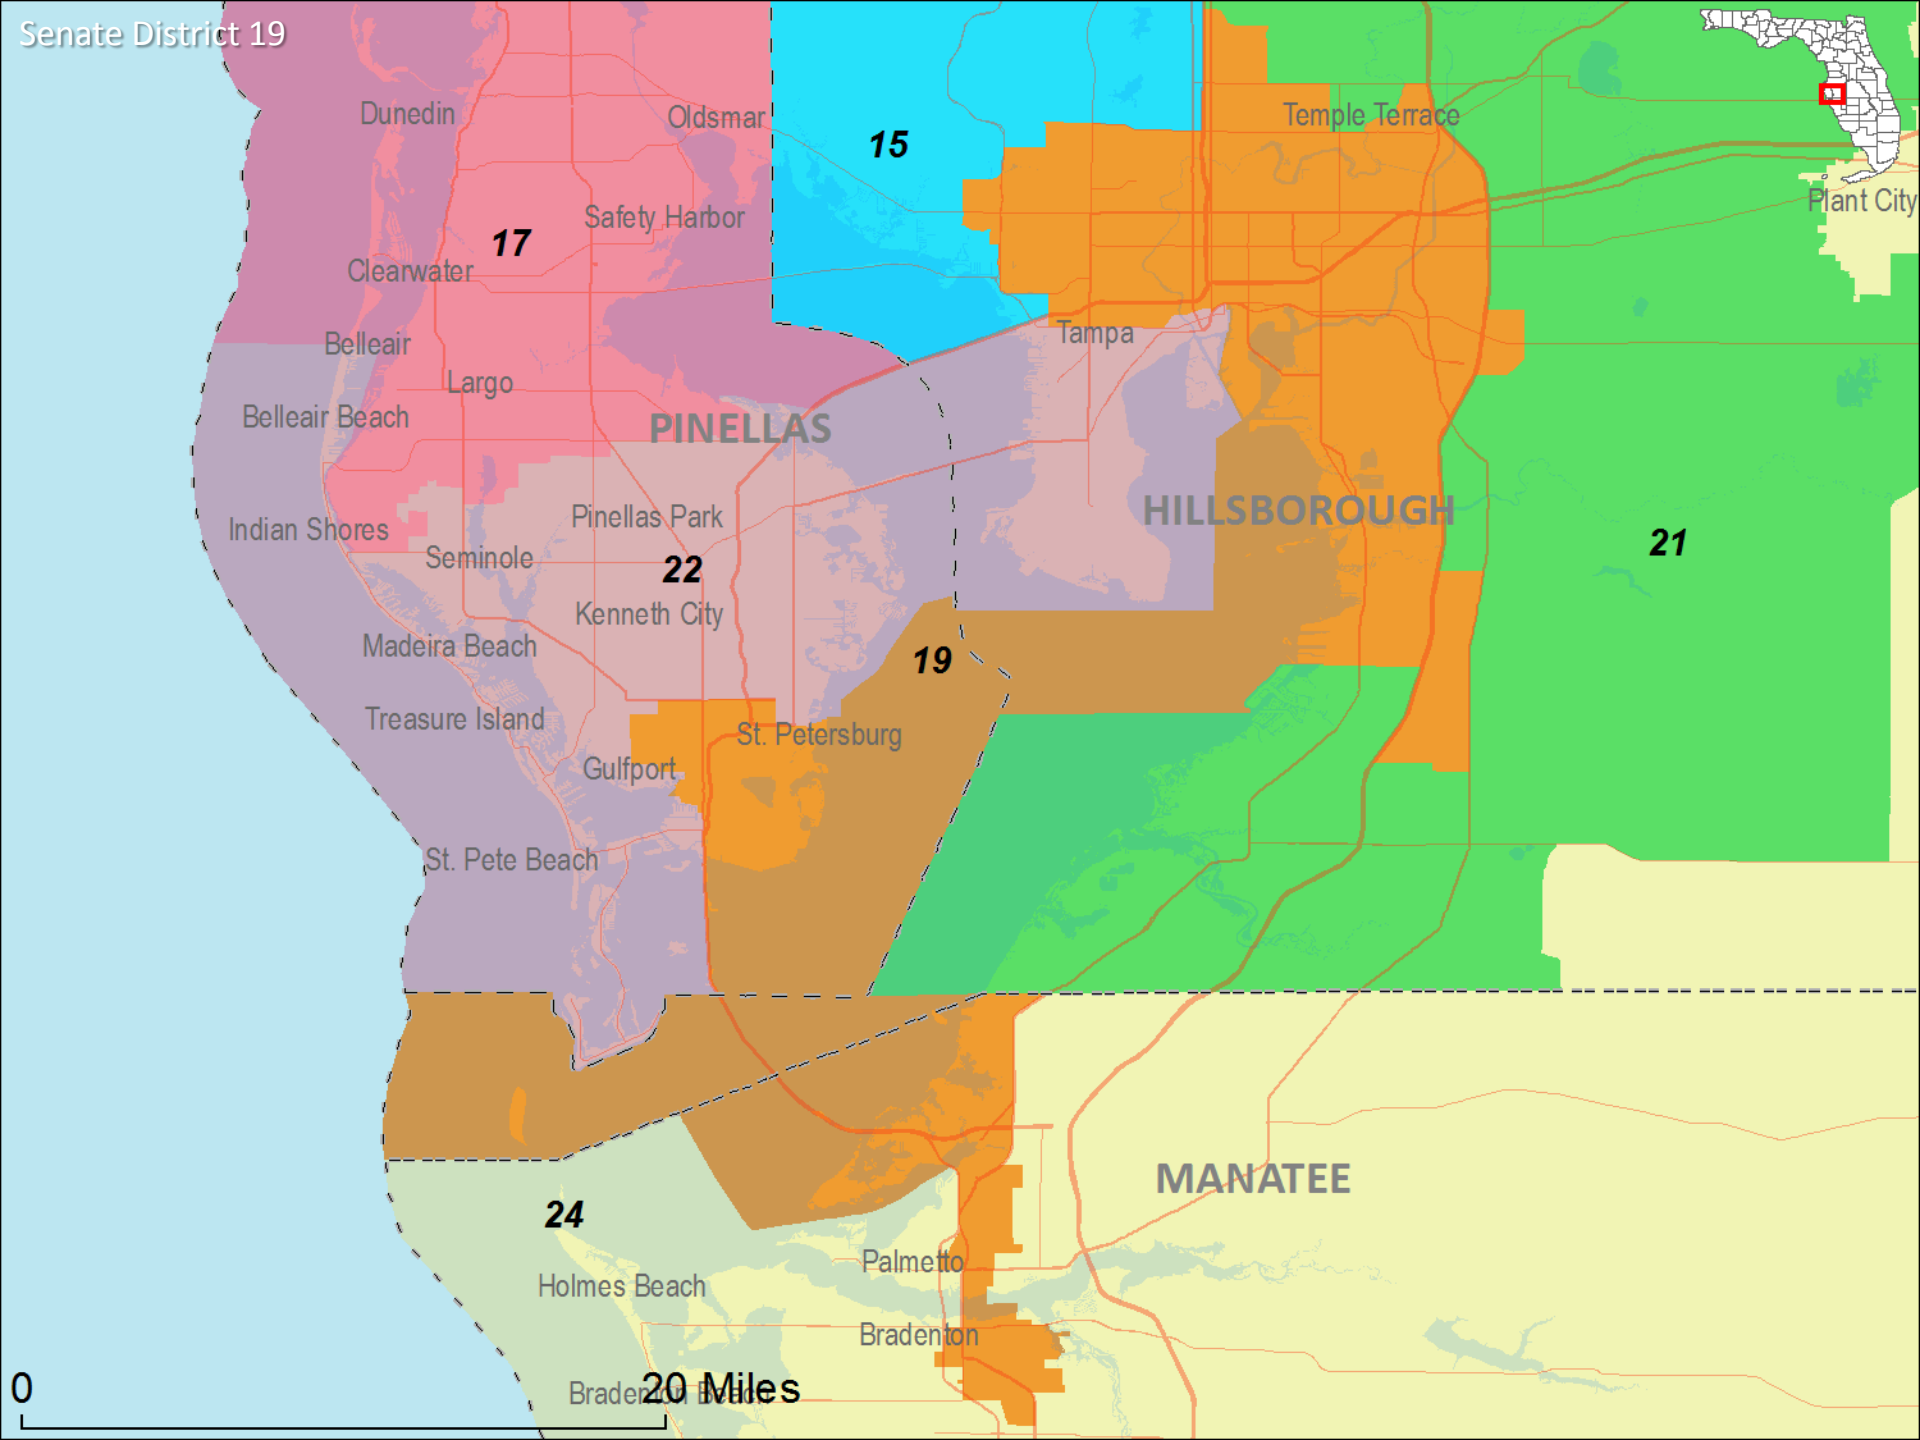 Senate District 19
Dunedin
Oldsmar
15
Temple Terrace
Plant City
17
Safety Harbor
Clearwater
Tampa
Belleair
Largo
Belleair Beach
PINELLAS
HILLSBOROUGH
Indian Shores
Pinellas Park
21
Seminole
22
Kenneth City
Madeira Beach
19
Treasure Island
St. Petersburg
Gulfport
St. Pete Beach
MANATEE
24
Palmetto
Holmes Beach
Bradenton
0
20 Miles
Bradenton Beach